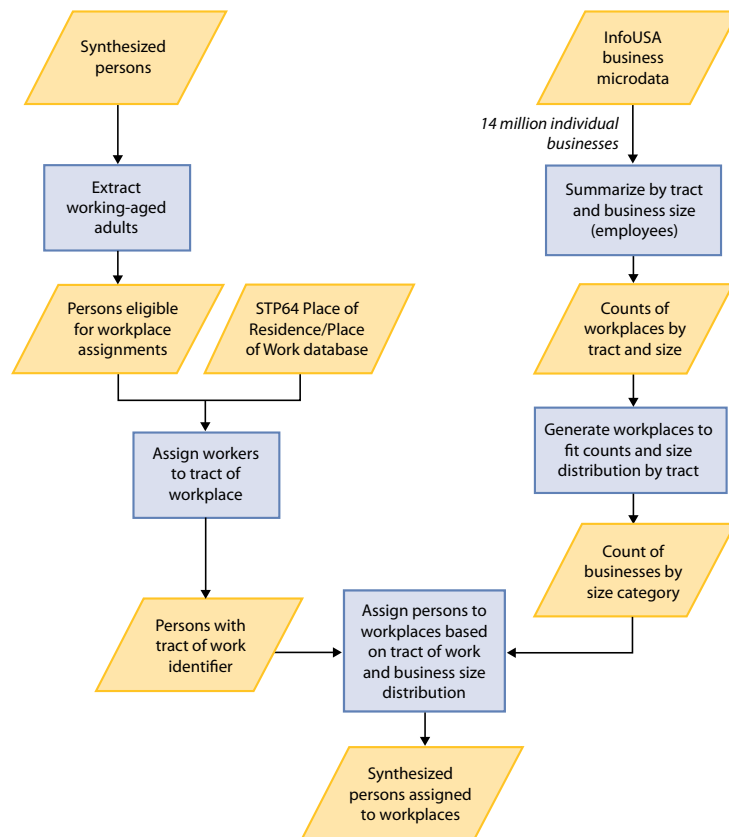 Synthesized
persons
InfoUSA
business
microdata
14 million individual
businesses
Extract
working-aged
adults
Summarize by tract
and business size
(employees)
Persons eligible
for workplace
assignments
STP64 Place of
Residence/Place
of Work database
Counts of
workplaces by
tract and size
Assign workers
to tract of
workplace
Generate workplaces to
fit counts and size
distribution by tract
Count of
businesses by
size category
Persons with
tract of work
identifier
Assign persons to
workplaces based
on tract of work
and business size
distribution
Synthesized
persons assigned
to workplaces